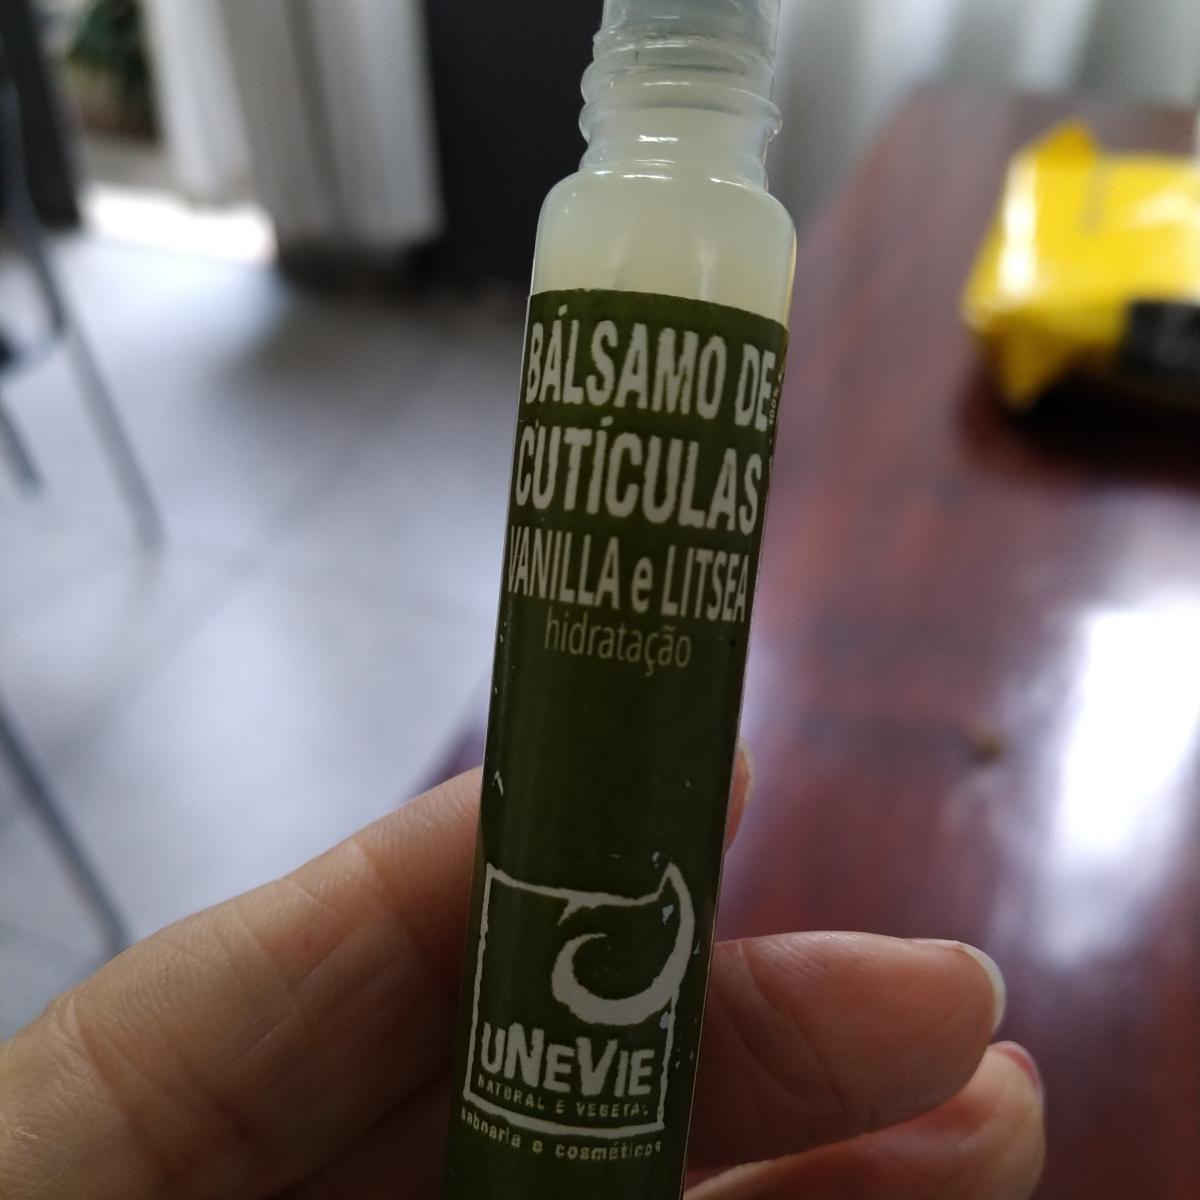 BÁLSAMO DE
CUTÍCULAS
VANILLA e LITSEA
hidratação
UNEVIE
NATURAL E VEGETAL
saboaria e cosméticos